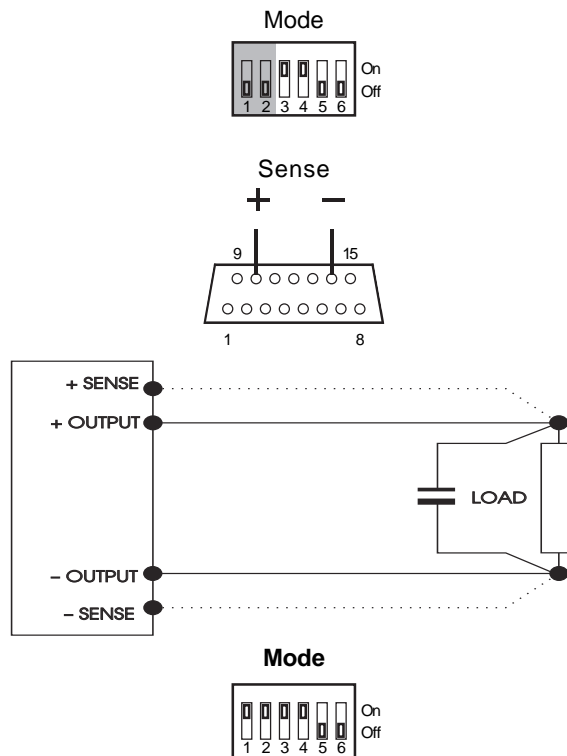 Mode
On
Off
1 2 3 4 5 6
Sense
+ −
9 15
1 8
+ SENSE
+ OUTPUT
LOAD
− OUTPUT
− SENSE
Mode
On
Off
1 2 3 4 5 6